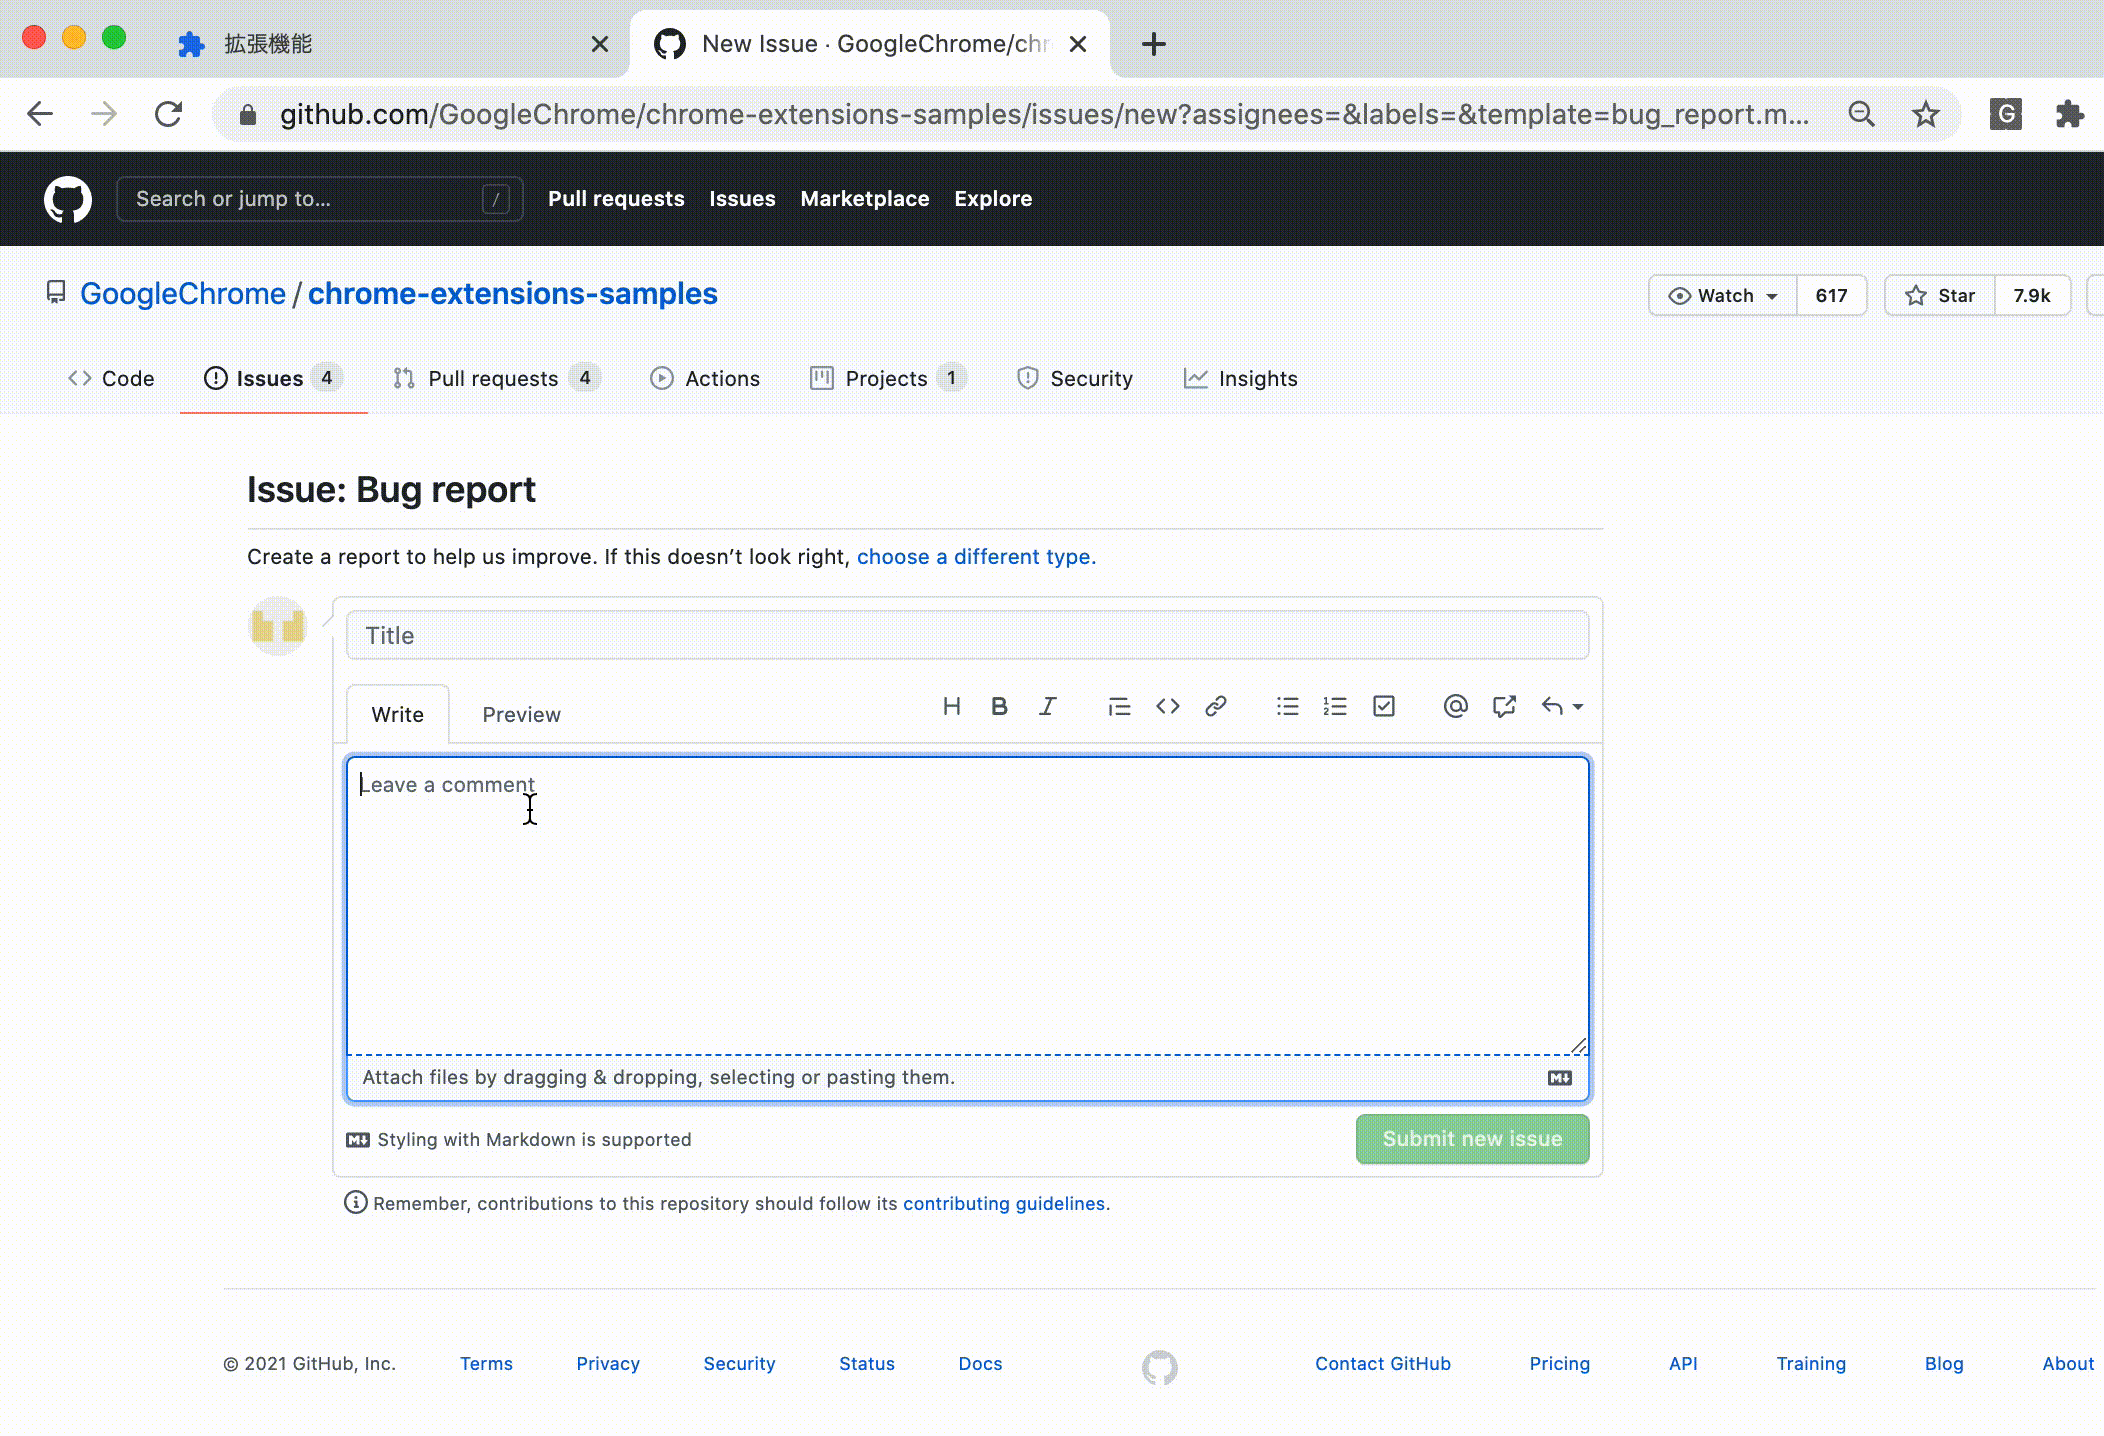 拡張機能
New Issue · GoogleChrome/chr
github.com/GoogleChrome/chrome-extensions-samples/issues/new?assignees=&labels=&template=bug_report.m...
G
Search or jump to...
/
Pull requests
Issues
Marketplace
Explore
GoogleChrome / chrome-extensions-samples
Watch
617
Star
7.9k
Code
Issues 4
Pull requests 4
Actions
Projects 1
Security
Insights
Issue: Bug report
Create a report to help us improve. If this doesn’t look right, choose a different type.
Title
Write
Preview
H B I
Leave a comment
Attach files by dragging & dropping, selecting or pasting them.
Styling with Markdown is supported
Submit new issue
Remember, contributions to this repository should follow its contributing guidelines.
© 2021 GitHub, Inc.
Terms
Privacy
Security
Status
Docs
Contact GitHub
Pricing
API
Training
Blog
About